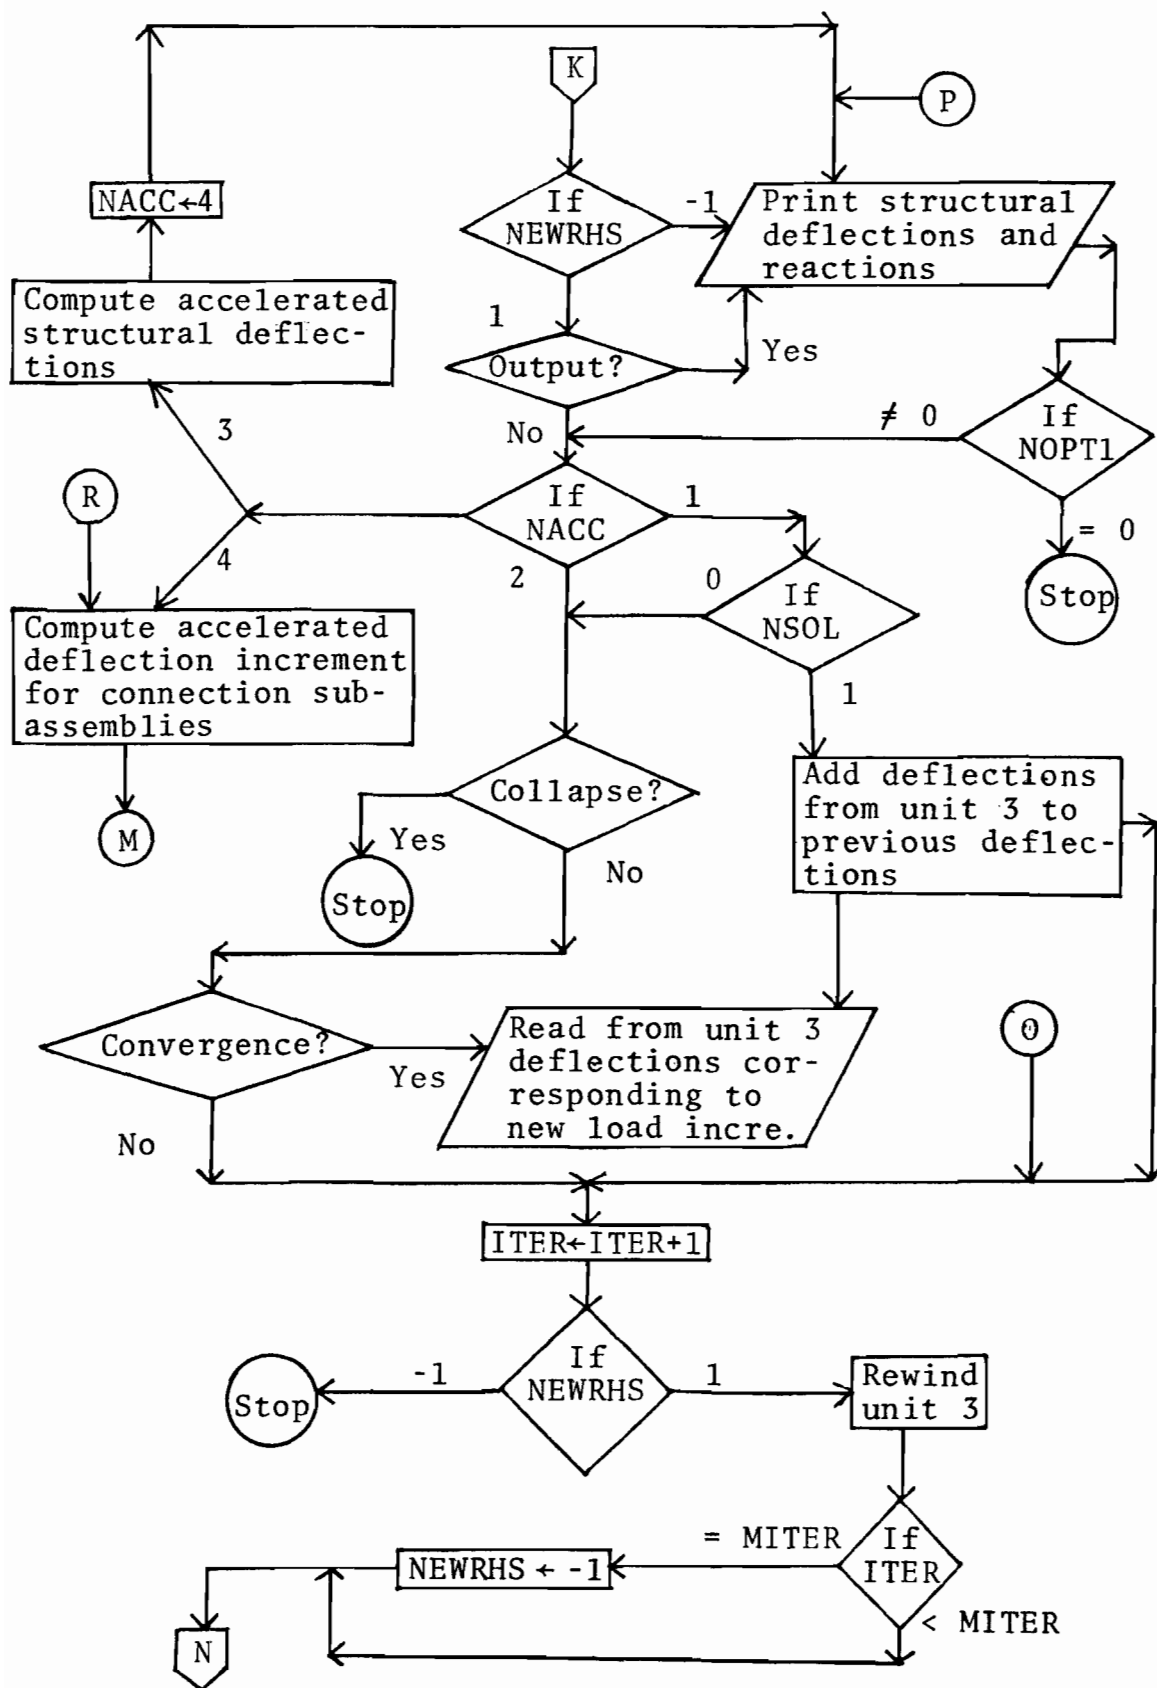 K
P
NACC←4
If
NEWRHS
-1
Print structural
deflections and
reactions
Compute accelerated
structural deflec-
tions
1
Output?
Yes
3
No
≠ 0
If
NOPT1
R
If
NACC
1
= 0
4
2
0
If
NSOL
Stop
Compute accelerated
deflection increment
for connection sub-
assemblies
1
Collapse?
Add deflections
from unit 3 to
previous deflec-
tions
M
Yes
No
Stop
Convergence?
Yes
Read from unit 3
deflections cor-
responding to
new load incre.
O
No
ITER←ITER+1
If
NEWRHS
-1
1
Stop
Rewind
unit 3
= MITER
If
ITER
NEWRHS ← -1
< MITER
N